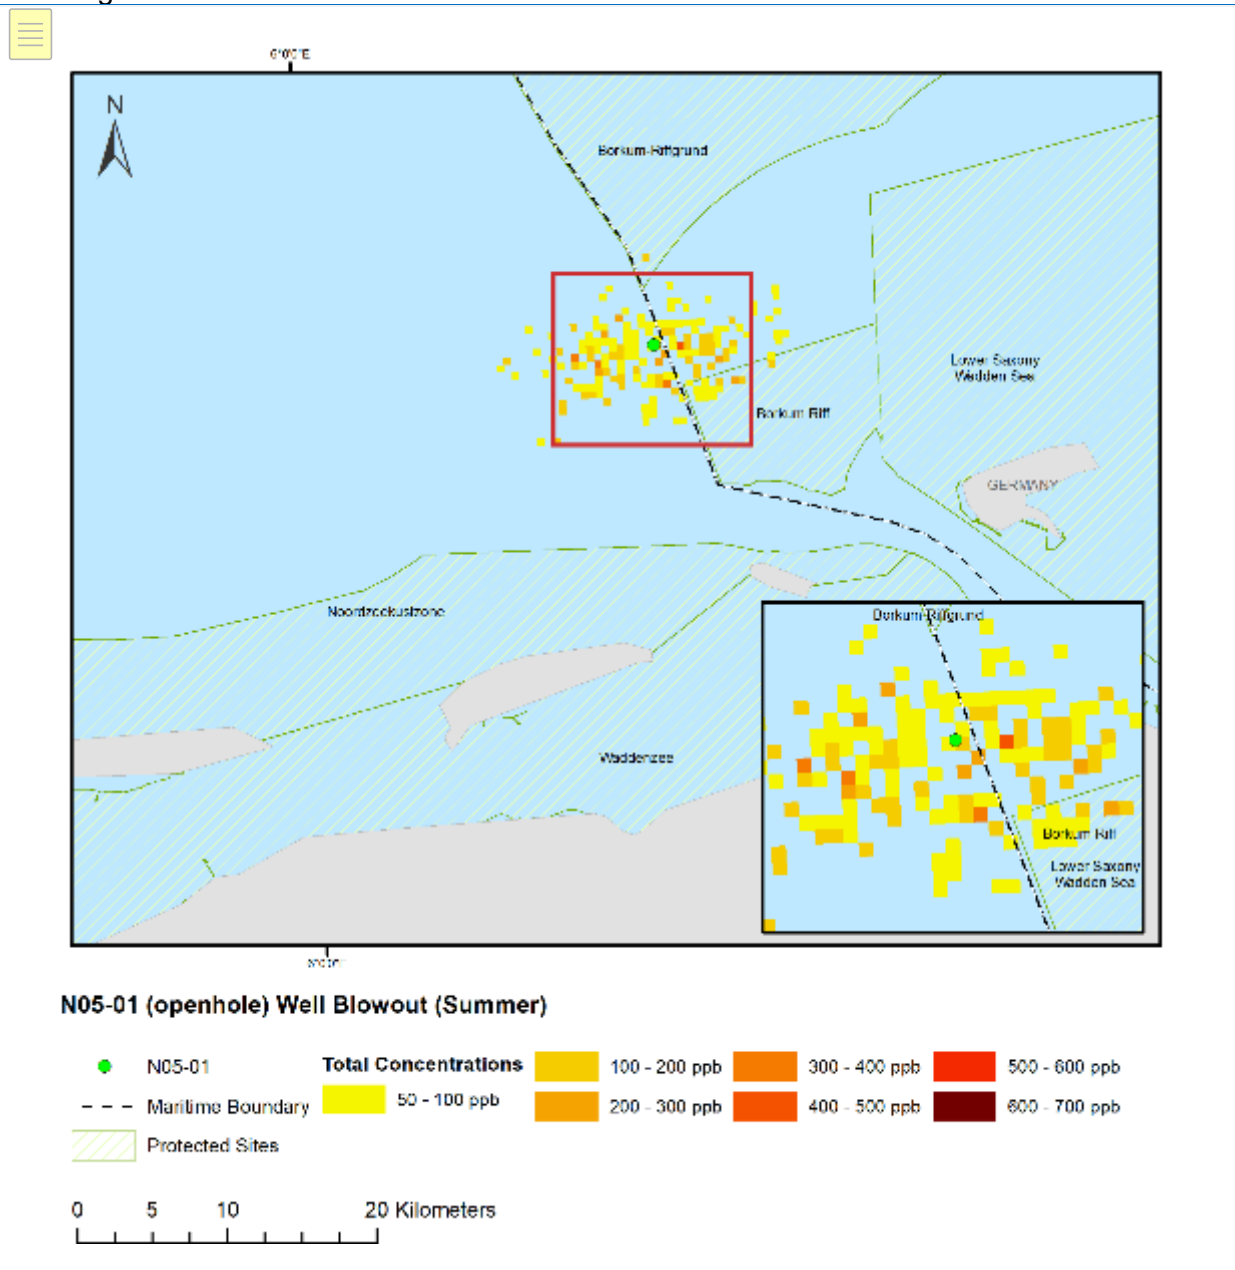 6°0'0"E
N
Borkum-Riffgrund
Lower Saxony
Wadden Sea
Borkum Riff
GERMANY
Noordzeekustzone
Waddenzee
Borkum-Riffgrund
Borkum Riff
Lower Saxony
Wadden Sea
N05-01 (openhole) Well Blowout (Summer)
N05-01
Maritime Boundary
Protected Sites
Total Concentrations
50 - 100 ppb
100 - 200 ppb
200 - 300 ppb
300 - 400 ppb
400 - 500 ppb
500 - 600 ppb
600 - 700 ppb
0 5 10 20 Kilometers